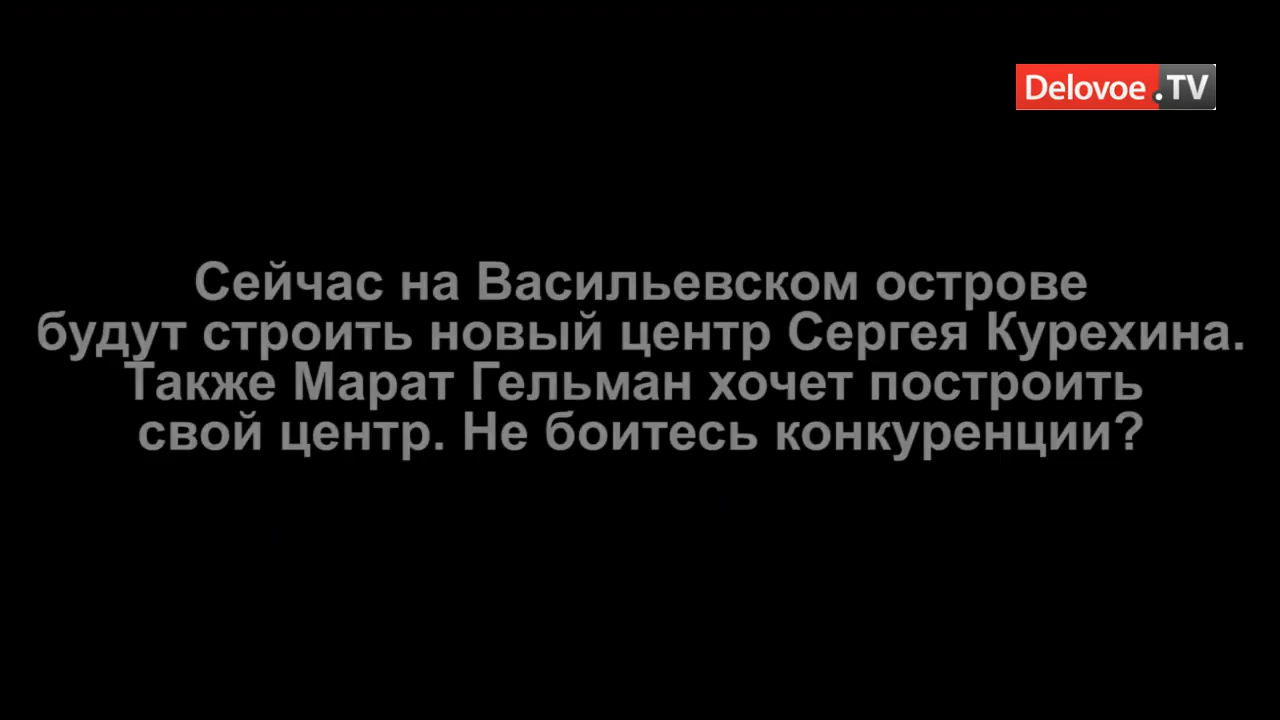 Delovoe.TV
Сейчас на Васильевском острове
будут строить новый центр Сергея Курехина.
Также Марат Гельман хочет построить
свой центр. Не боитесь конкуренции?